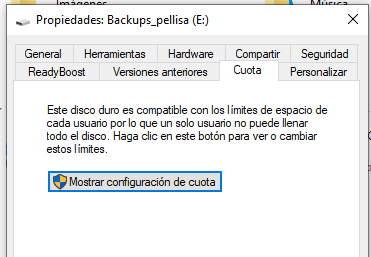 Imágenes
Música
Propiedades: Backups_pellisa (E:)
General Herramientas Hardware Compartir Seguridad
ReadyBoost Versiones anteriores Cuota Personalizar
Este disco duro es compatible con los límites de espacio de
cada usuario por lo que un solo usuario no puede llenar
todo el disco. Haga clic en este botón para ver o cambiar
estos límites.
Mostrar configuración de cuota